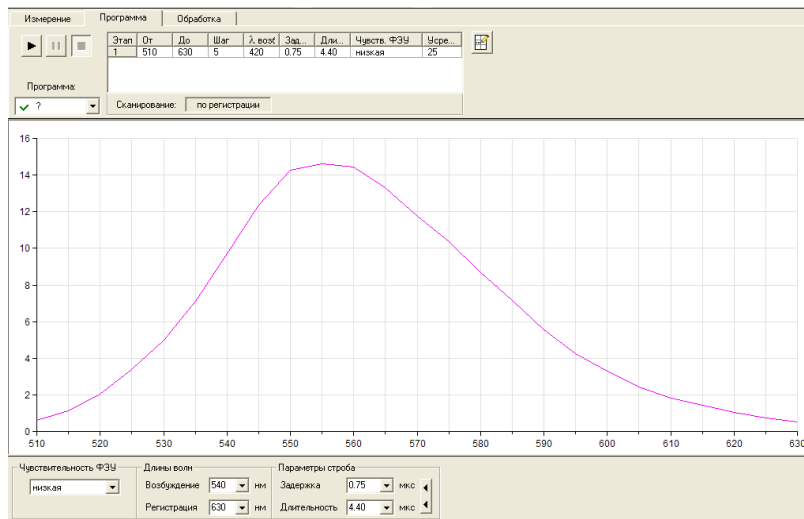 Измерение Программа Обработка
Этап От До Шаг λ возб Зад... Дли... Чувств. ФЭУ Усре...
1 510 630 5 420 0.75 4.40 низкая 25
Программа:
? Сканирование: по регистрации
16
14
12
10
8
6
4
2
0
510 520 530 540 550 560 570 580 590 600 610 620 630
Чувствительность ФЭУ Длины волн Параметры строба
низкая Возбуждение 540 нм Задержка 0.75 мкс
Регистрация 630 нм Длительность 4.40 мкс